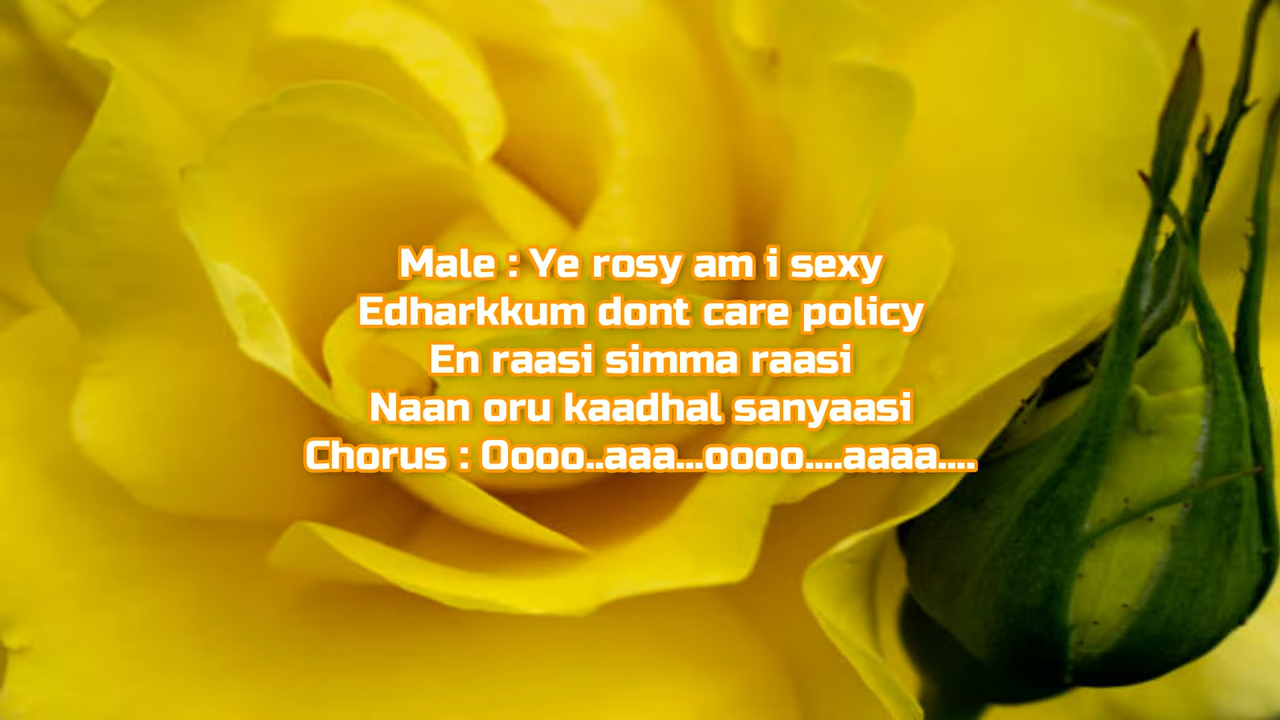 Male : Ye rosy am i sexy
Edharkkum dont care policy
En raasi simma raasi
Naan oru kaadhal sanyaasi
Chorus : Oooo..aaa...oooo....aaaa....